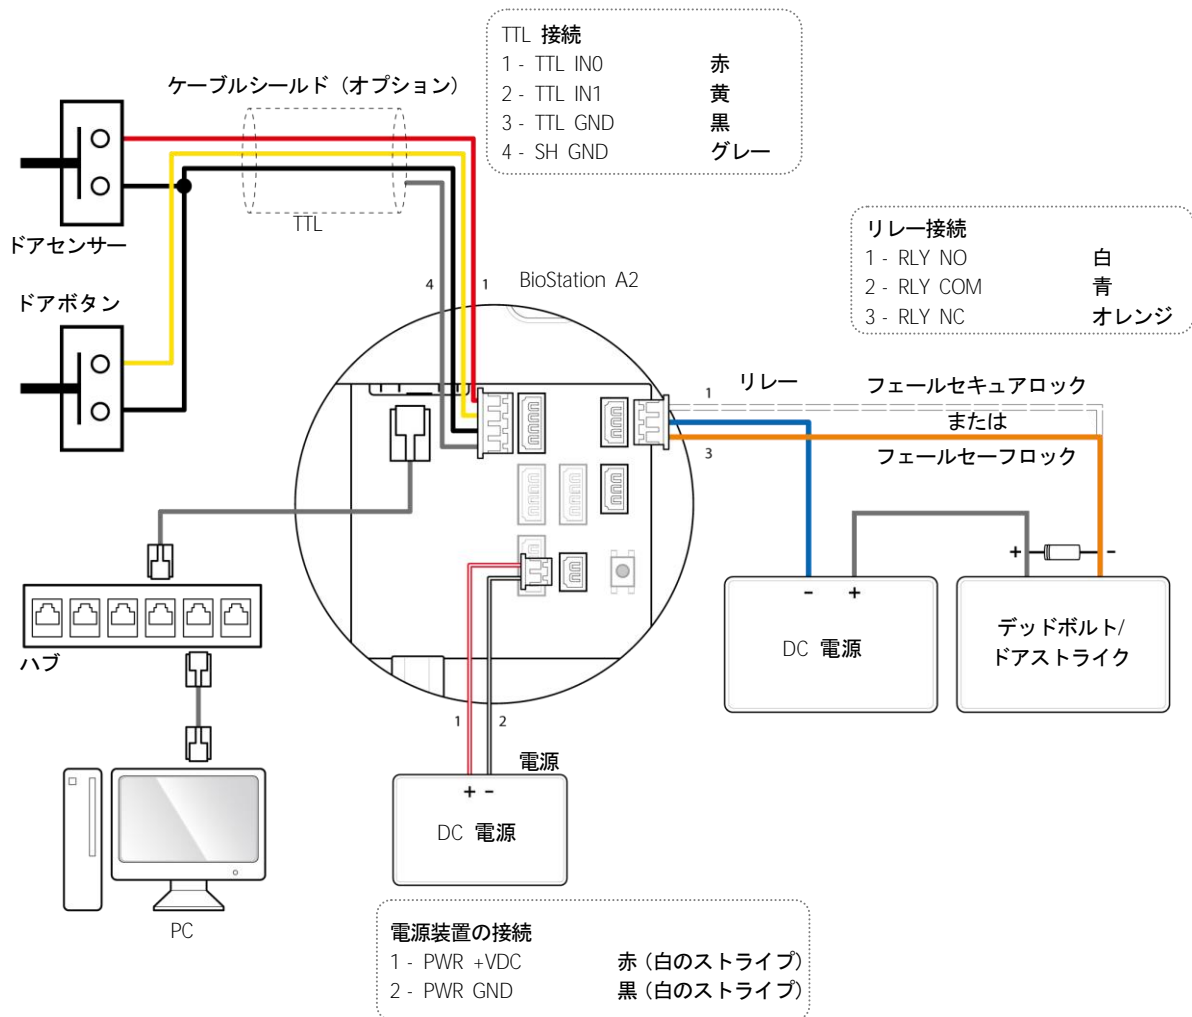 TTL 接続
1 - TTL IN0 赤
2 - TTL IN1 黄
3 - TTL GND 黒
4 - SH GND グレー
ケーブルシールド（オプション）
TTL
ドアセンサー
ドアボタン
4
1
BioStation A2
リレー接続
1 - RLY NO 白
2 - RLY COM 青
3 - RLY NC オレンジ
1
リレー
フェールセキュアロック
または
3
フェールセーフロック
+
-
- +
DC 電源
デッドボルト/
ドアストライク
ハブ
PC
1
2
電源
+ -
DC 電源
電源装置の接続
1 - PWR +VDC 赤（白のストライプ）
2 - PWR GND 黒（白のストライプ）